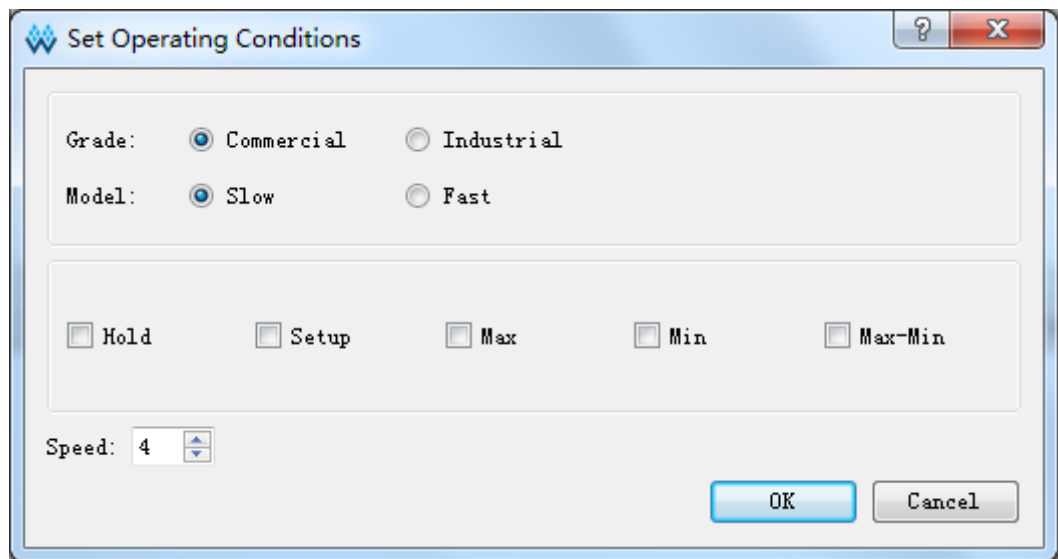 Set Operating Conditions
Grade: Commercial Industrial
Model: Slow Fast
Hold Setup Max Min Max-Min
Speed: 4
OK Cancel